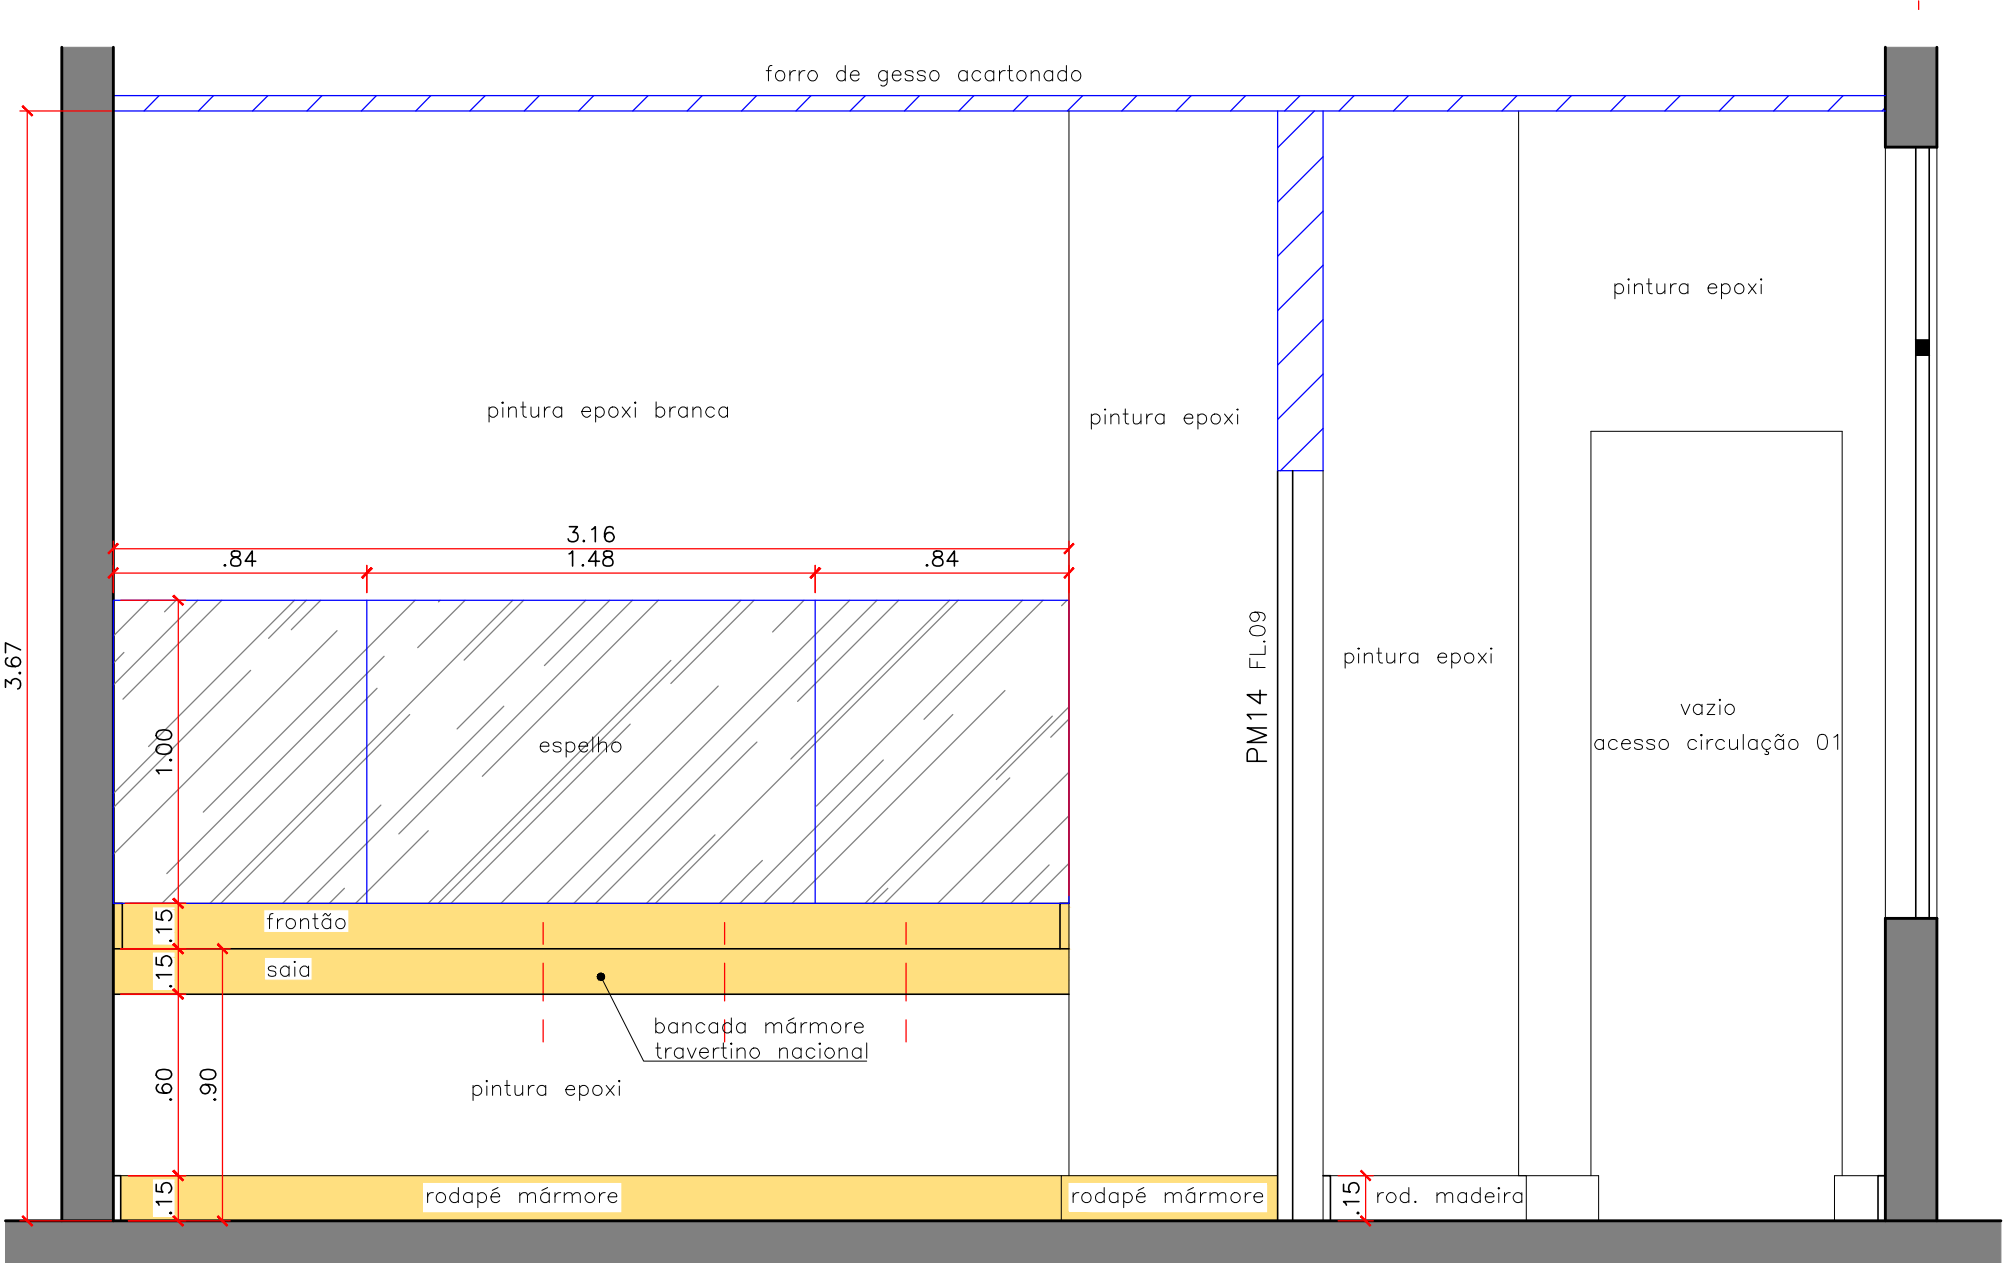 forro de gesso acartonado
pintura epoxi
pintura epoxi branca
pintura epoxi
3.16
.84
1.48
.84
3.67
PM14 FL.09
pintura epoxi
vazio
acesso circulação 01
1.00
espelho
.15
frontão
.15
saia
bancada mármore
travertino nacional
.60
.90
pintura epoxi
.15
rodapé mármore
rodapé mármore
.15
rod. madeira